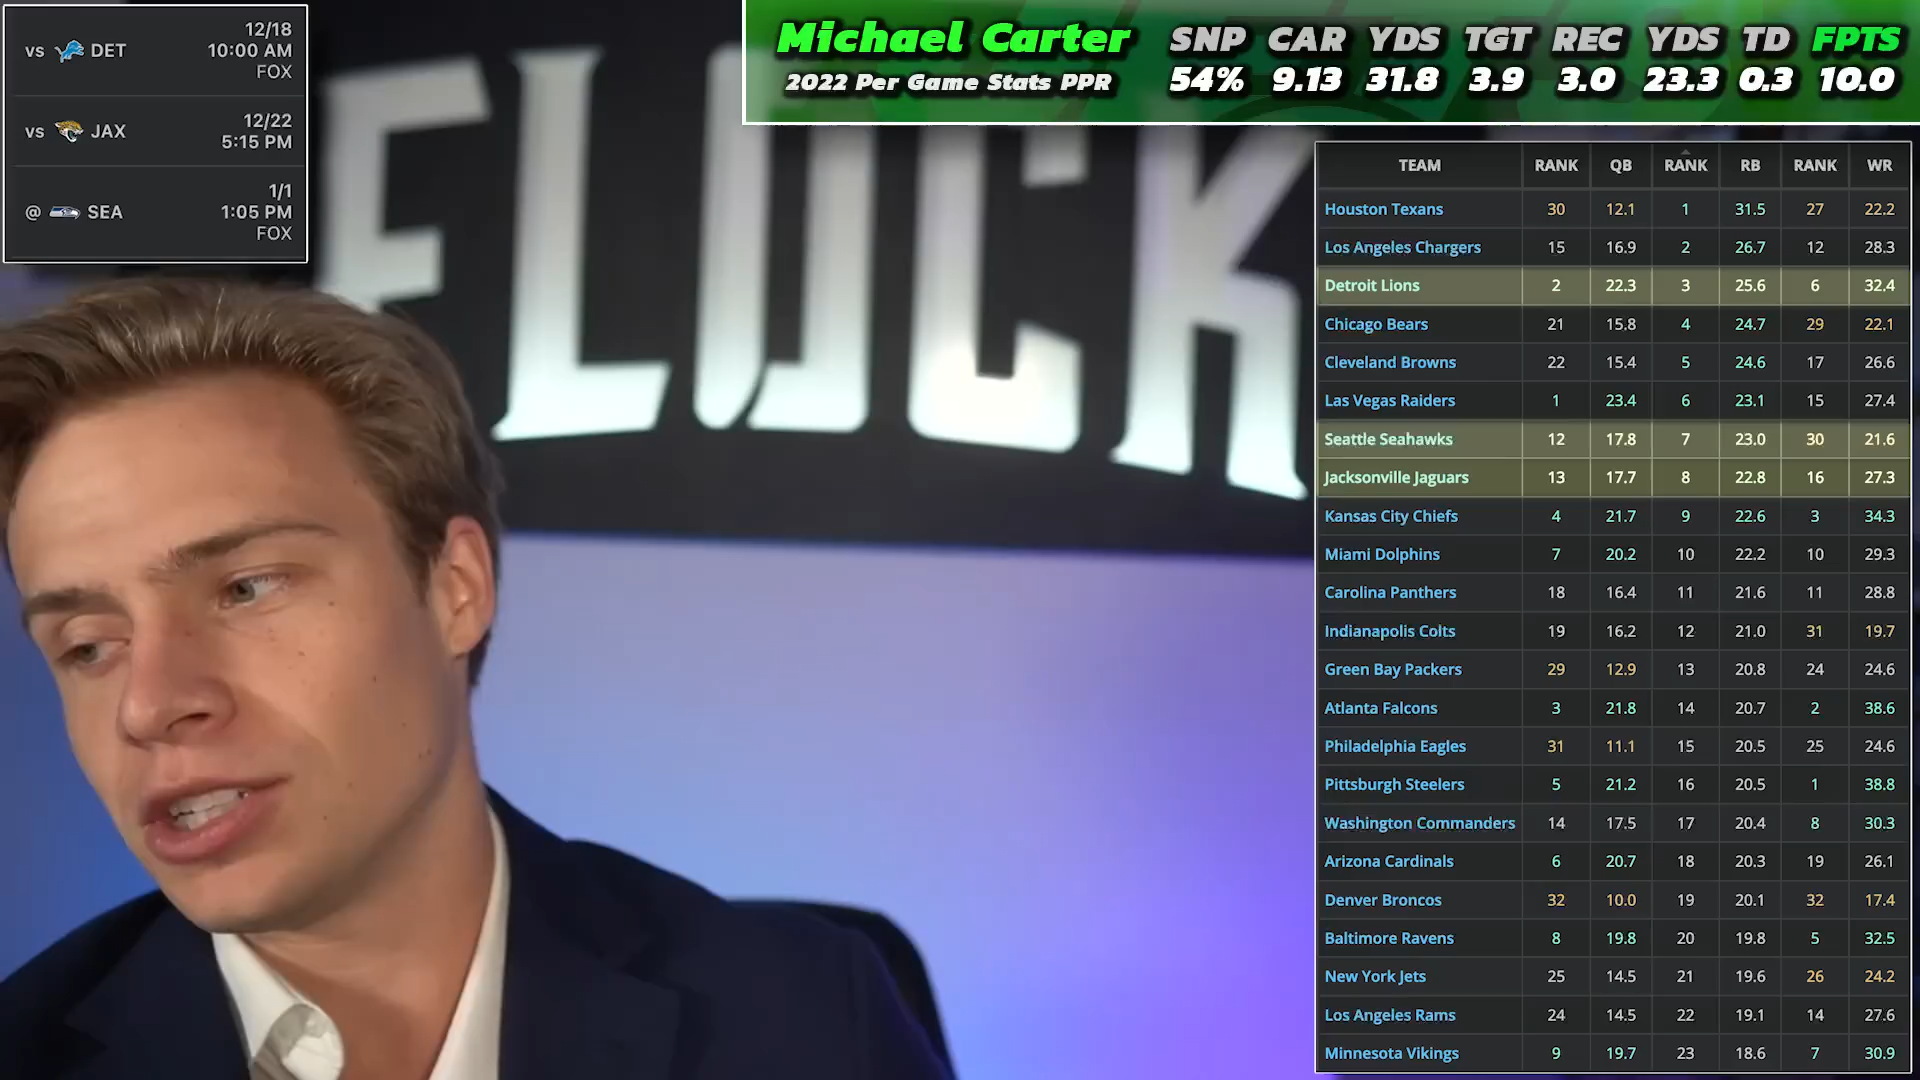 vs DET 12/18
10:00 AM
FOX
vs JAX 12/22
5:15 PM
@ SEA 1/1
1:05 PM
FOX
Michael Carter
2022 Per Game Stats PPR
SNP CAR YDS TGT REC YDS TD FPTS
54% 9.13 31.8 3.9 3.0 23.3 0.3 10.0
FLOCK
TEAM RANK QB RANK RB RANK WR
Houston Texans 30 12.1 1 31.5 27 22.2
Los Angeles Chargers 15 16.9 2 26.7 12 28.3
Detroit Lions 2 22.3 3 25.6 6 32.4
Chicago Bears 21 15.8 4 24.7 29 22.1
Cleveland Browns 22 15.4 5 24.6 17 26.6
Las Vegas Raiders 1 23.4 6 23.1 15 27.4
Seattle Seahawks 12 17.8 7 23.0 30 21.6
Jacksonville Jaguars 13 17.7 8 22.8 16 27.3
Kansas City Chiefs 4 21.7 9 22.6 3 34.3
Miami Dolphins 7 20.2 10 22.2 10 29.3
Carolina Panthers 18 16.4 11 21.6 11 28.8
Indianapolis Colts 19 16.2 12 21.0 31 19.7
Green Bay Packers 29 12.9 13 20.8 24 24.6
Atlanta Falcons 3 21.8 14 20.7 2 38.6
Philadelphia Eagles 31 11.1 15 20.5 25 24.6
Pittsburgh Steelers 5 21.2 16 20.5 1 38.8
Washington Commanders 14 17.5 17 20.4 8 30.3
Arizona Cardinals 6 20.7 18 20.3 19 26.1
Denver Broncos 32 10.0 19 20.1 32 17.4
Baltimore Ravens 8 19.8 20 19.8 5 32.5
New York Jets 25 14.5 21 19.6 26 24.2
Los Angeles Rams 24 14.5 22 19.1 14 27.6
Minnesota Vikings 9 19.7 23 18.6 7 30.9